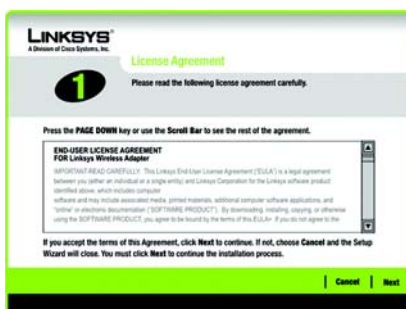 LINKSYS®
A Division of Cisco Systems, Inc.
License Agreement
1
Please read the following license agreement carefully.
Press the PAGE DOWN key or use the Scroll Bar to see the rest of the agreement.
END-USER LICENSE AGREEMENT
FOR Linksys Wireless Adapter
IMPORTANT-READ CAREFULLY: This Linksys End-User License Agreement ("EULA") is a legal agreement
between you (either an individual or a single entity) and Linksys Corporation for the Linksys software product
identified above, which includes computer
software and may include associated media, printed materials, additional computer software applications, and
"online" or electronic documentation ("SOFTWARE PRODUCT"). By downloading, installing, copying, or otherwise
using the SOFTWARE PRODUCT, you agree to be bound by the terms of this EULA. If you do not agree to the
If you accept the terms of this Agreement, click Next to continue. If not, choose Cancel and the Setup
Wizard will close. You must click Next to continue the installation process.
Cancel | Next